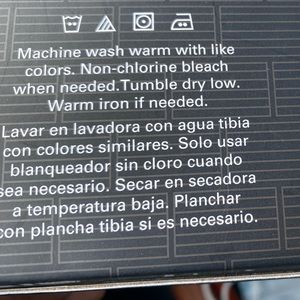 Machine wash warm with like
colors. Non-chlorine bleach
when needed.Tumble dry low.
Warm iron if needed.
Lavar en lavadora con agua tibia
con colores similares. Solo usar
blanqueador sin cloro cuando
sea necesario. Secar en secadora
a temperatura baja. Planchar
con plancha tibia si es necesario.